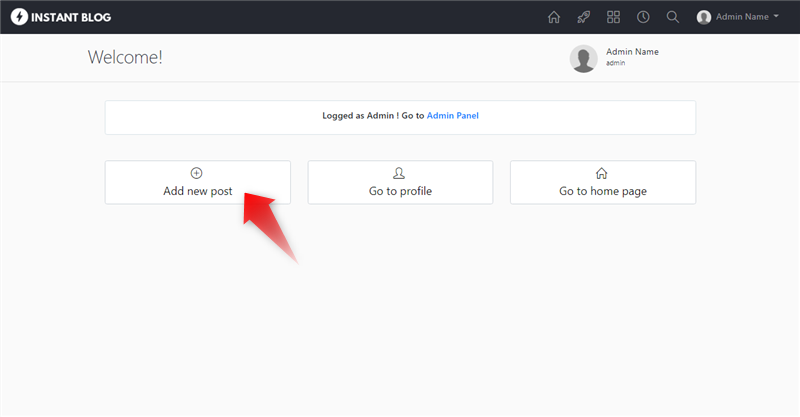 INSTANT BLOG
Admin Name
Welcome!
Admin Name
admin
Logged as Admin ! Go to Admin Panel
Add new post
Go to profile
Go to home page